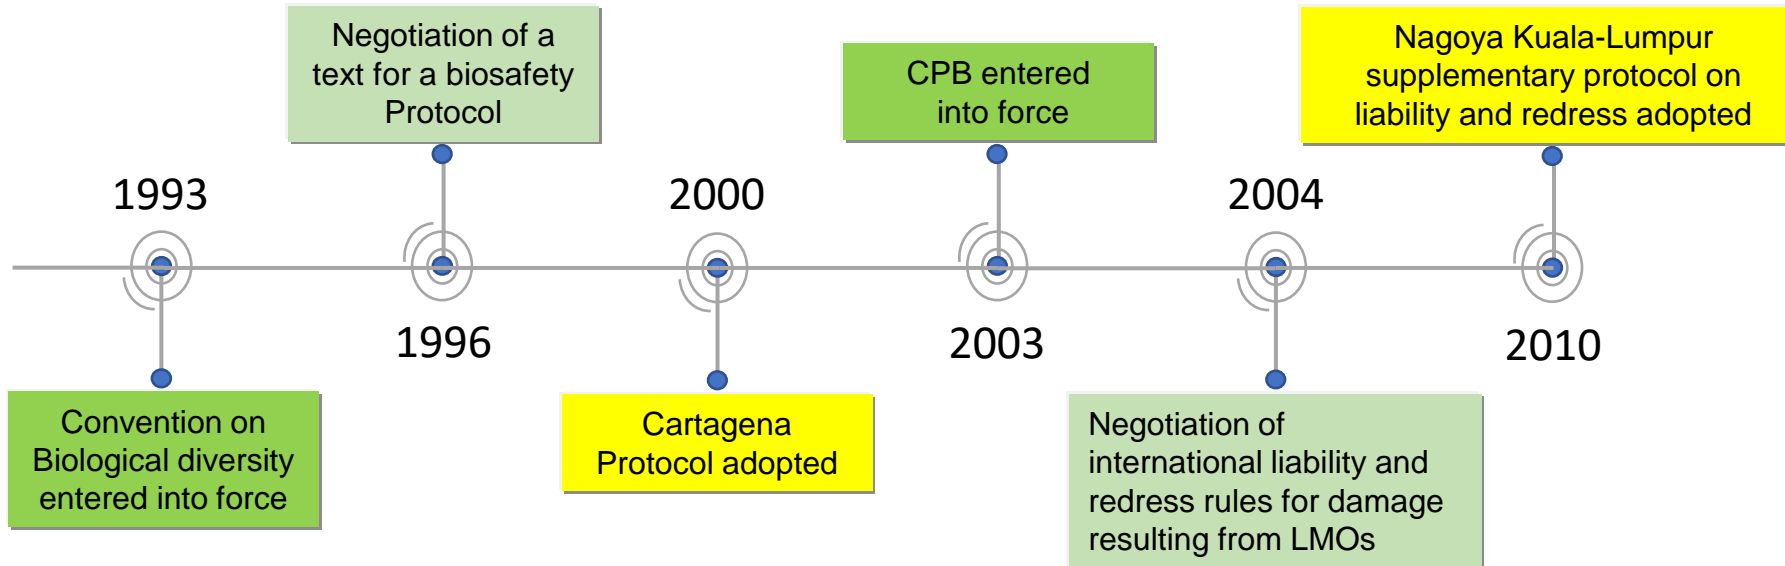 Negotiation of a
text for a biosafety
Protocol
CPB entered
into force
Nagoya Kuala-Lumpur
supplementary protocol on
liability and redress adopted
1993
2000
2004
1996
2003
2010
Convention on
Biological diversity
entered into force
Cartagena
Protocol adopted
Negotiation of
international liability and
redress rules for damage
resulting from LMOs